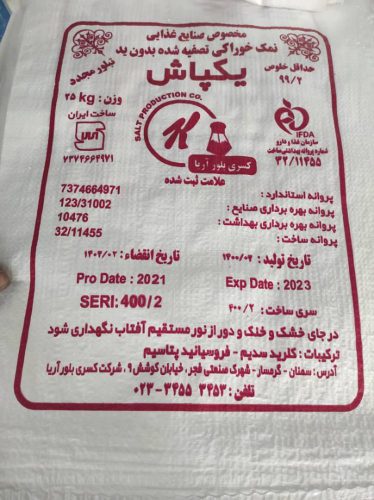 مخصوص صنایع غذایی
نمک خوراکی تصفیه شده بدون ید
تبلور مجدد
یکپاش
حداقل خلوص
۹۹/۲
وزن : ۲۵ kg
ساخت ایران
۷۳۷۴۶۶۴۹۷۱
SALT PRODUCTION CO.
K
کسری بلور آریا
علامت ثبت شده
IFDA
سازمان غذا و دارو
شماره پروانه بهداشتی ساخت
۳۲/۱۱۴۵۵
پروانه استاندارد : 7374664971
پروانه بهره برداری صنایع : 123/31002
پروانه بهره برداری بهداشت : 10476
پروانه ساخت : 32/11455
تاریخ تولید : ۱۴۰۰/۰۲ تاریخ انقضاء : ۱۴۰۲/۰۲
Pro Date : 2021 Exp Date : 2023
SERI: 400/2 سری ساخت : ۴۰۰/۲
در جای خشک و خنک و دور از نور مستقیم آفتاب نگهداری شود
ترکیبات : کلرید سدیم - فروسیانید پتاسیم
آدرس : سمنان - گرمسار - شهرک صنعتی فجر، خیابان کوشش ۹ ، شرکت کسری بلور آریا
تلفن : ۳۴۵۳ ۳۴۵۵-۰۲۳